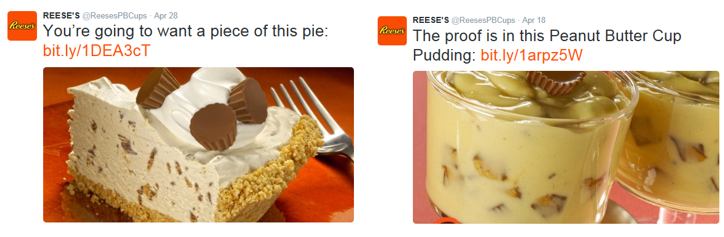 Reese's
REESE'S @ReesesPBCups · Apr 28
You're going to want a piece of this pie:
bit.ly/1DEA3cT
Reese's
REESE'S @ReesesPBCups · Apr 18
The proof is in this Peanut Butter Cup
Pudding: bit.ly/1arpz5W